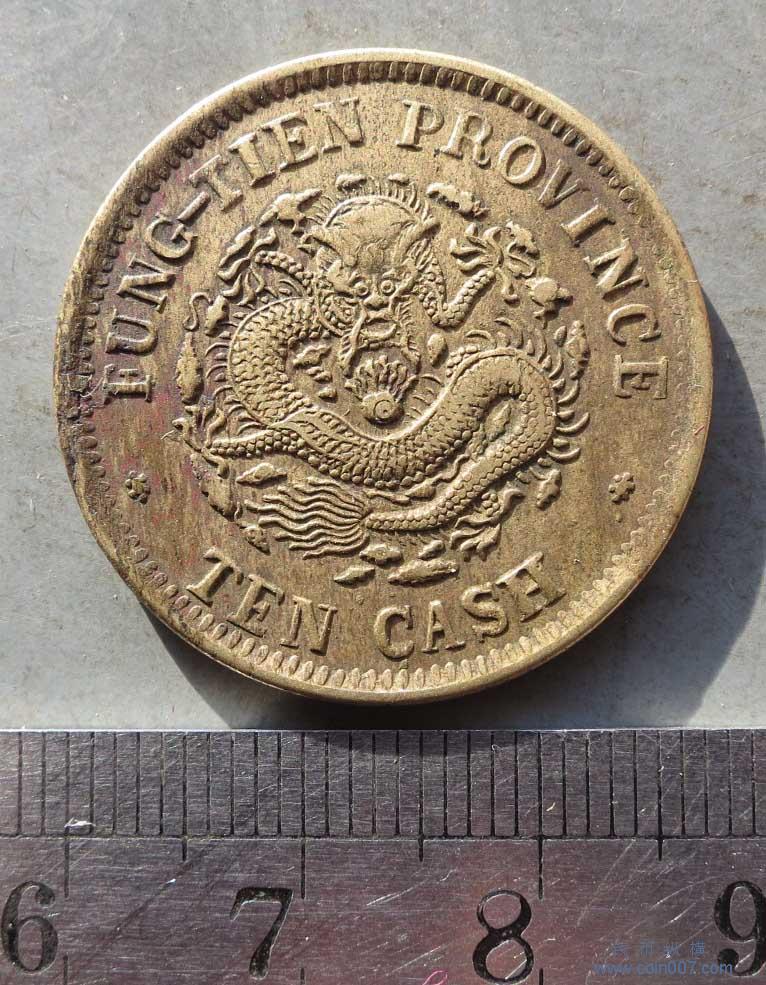 FUNG-TIEN PROVINCE
TEN CASH
6 7 8 9
www.coin007.com